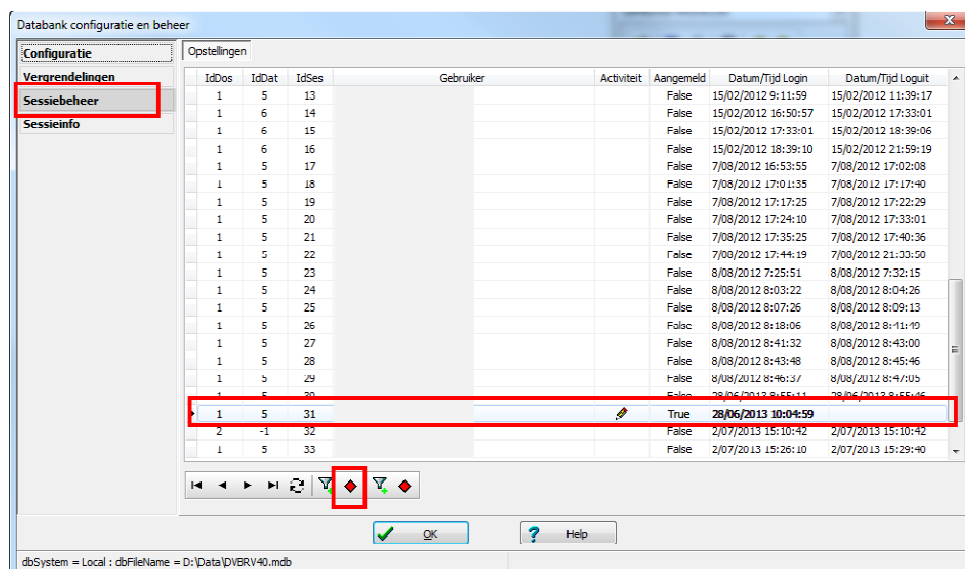 Databank configuratie en beheer
Configuratie
Vergrendelingen
Sessiebeheer
Sessieinfo
Opstellingen
IdDos IdDat IdSes Gebruiker Activiteit Aangemeld Datum/Tijd Login Datum/Tijd Loguit
1 5 13 False 15/02/2012 9:11:59 15/02/2012 11:39:17
1 6 14 False 15/02/2012 16:50:57 15/02/2012 17:33:01
1 6 15 False 15/02/2012 17:33:01 15/02/2012 18:39:06
1 6 16 False 15/02/2012 18:39:10 15/02/2012 21:59:19
1 5 17 False 7/08/2012 16:53:55 7/08/2012 17:02:08
1 5 18 False 7/08/2012 17:01:35 7/08/2012 17:17:40
1 5 19 False 7/08/2012 17:17:25 7/08/2012 17:22:29
1 5 20 False 7/08/2012 17:24:10 7/08/2012 17:33:01
1 5 21 False 7/08/2012 17:35:25 7/08/2012 17:40:36
1 5 22 False 7/08/2012 17:44:19 7/08/2012 21:33:50
1 5 23 False 8/08/2012 7:25:51 8/08/2012 7:32:15
1 5 24 False 8/08/2012 8:03:22 8/08/2012 8:04:26
1 5 25 False 8/08/2012 8:07:26 8/08/2012 8:09:13
1 5 26 False 8/08/2012 8:18:06 8/08/2012 8:41:19
1 5 27 False 8/08/2012 8:41:32 8/08/2012 8:43:00
1 5 28 False 8/08/2012 8:43:48 8/08/2012 8:45:46
1 5 29 False 8/08/2012 8:46:37 8/08/2012 8:47:05
1 5 30 False 28/06/2013 8:55:11 28/06/2013 8:55:46
1 5 31 True 28/06/2013 10:04:59
2 -1 32 False 2/07/2013 15:10:42 2/07/2013 15:10:42
1 5 33 False 2/07/2013 15:26:10 2/07/2013 15:29:40
OK
? Help
dbSystem = Local : dbFileName = D:\Data\DVBRV40.mdb